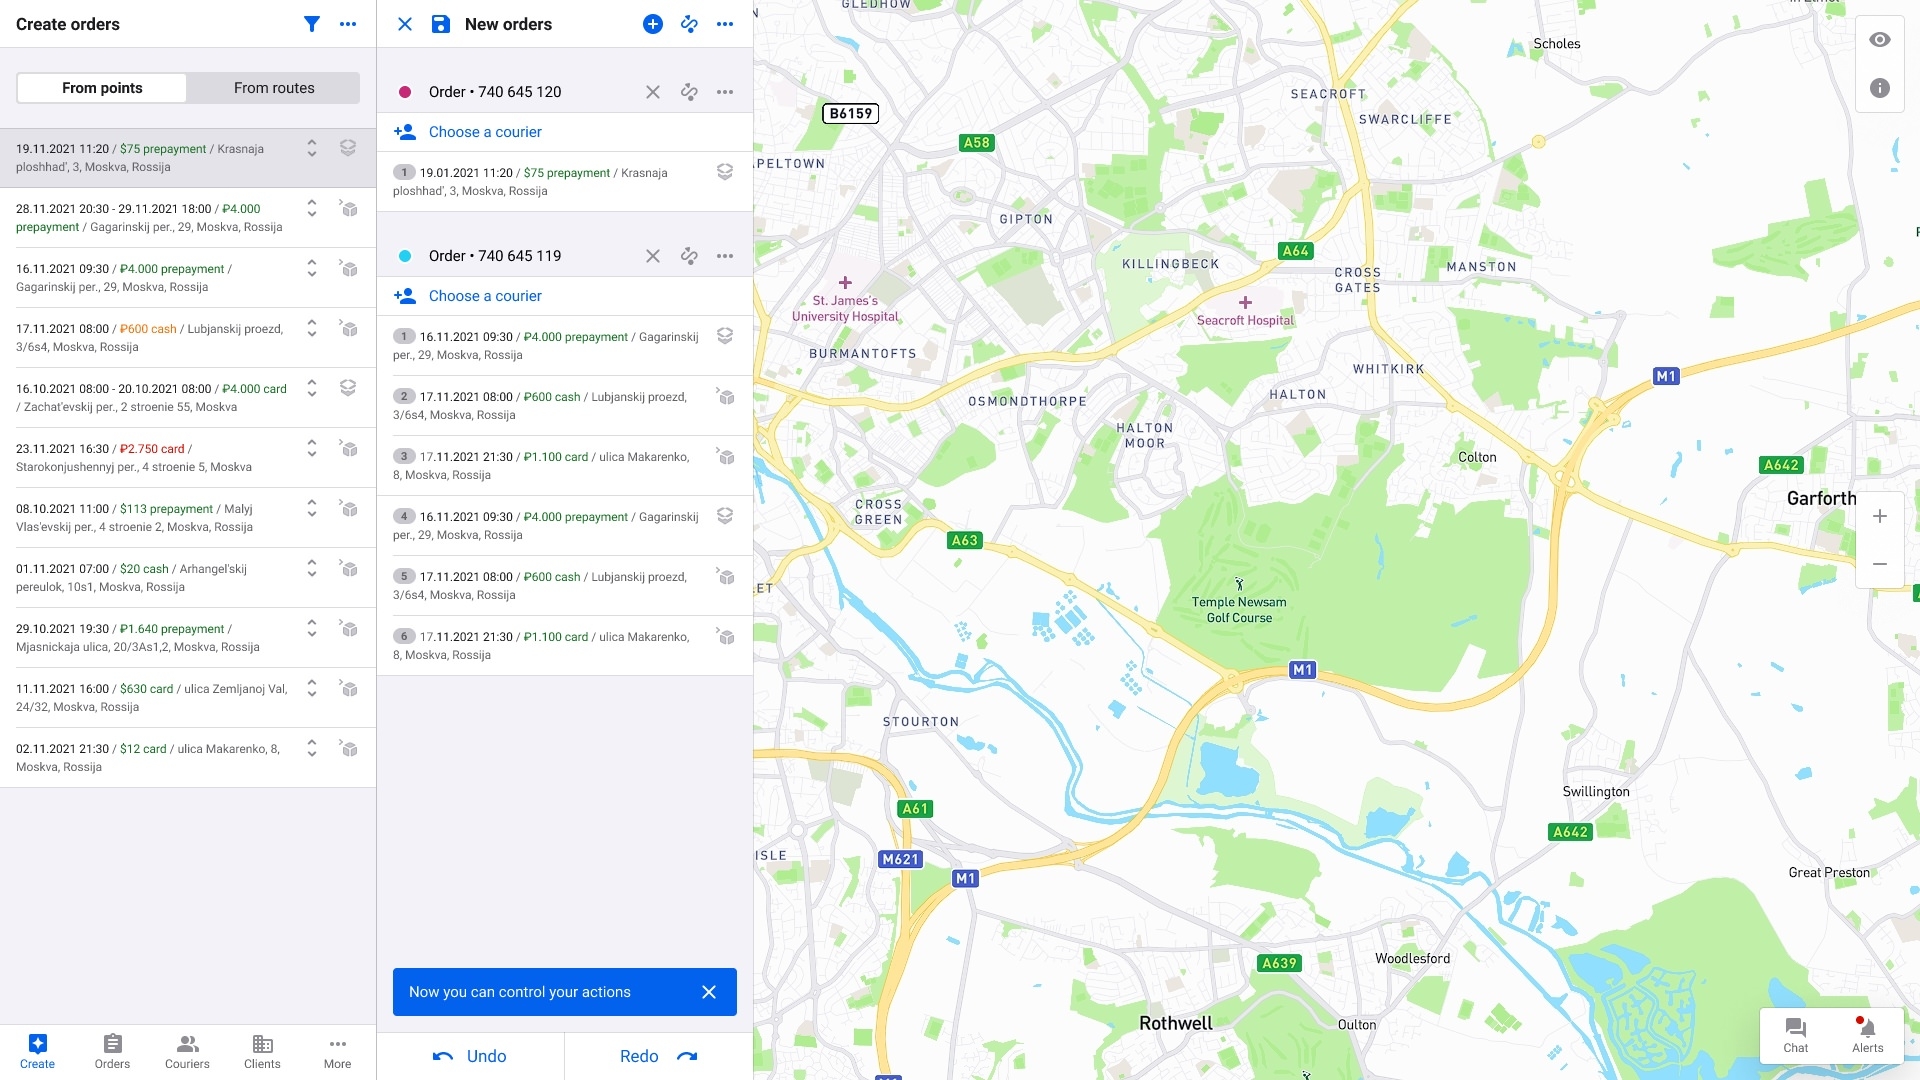 Create orders
From points
From routes
19.11.2021 11:20 / $75 prepayment / Krasnaja
ploshhad', 3, Moskva, Rossija
28.11.2021 20:30 - 29.11.2021 18:00 / ₽4.000
prepayment / Gagarinskij per., 29, Moskva, Rossija
16.11.2021 09:30 / ₽4.000 prepayment /
Gagarinskij per., 29, Moskva, Rossija
17.11.2021 08:00 / ₽600 cash / Lubjanskij proezd,
3/6s4, Moskva, Rossija
16.10.2021 08:00 - 20.10.2021 08:00 / ₽4.000 card
/ Zachat'evskij per., 2 stroenie 55, Moskva
23.11.2021 16:30 / ₽2.750 card /
Starokonjushennyj per., 4 stroenie 5, Moskva
08.10.2021 11:00 / $113 prepayment / Malyj
Vlas'evskij per., 4 stroenie 2, Moskva, Rossija
01.11.2021 07:00 / $20 cash / Arhangel'skij
pereulok, 10s1, Moskva, Rossija
29.10.2021 19:30 / ₽1.640 prepayment /
Mjasnickaja ulica, 20/3As1,2, Moskva, Rossija
11.11.2021 16:00 / $630 card / ulica Zemljanoj Val,
24/32, Moskva, Rossija
02.11.2021 21:30 / $12 card / ulica Makarenko, 8,
Moskva, Rossija
Create
Orders
Couriers
Clients
More
New orders
Order • 740 645 120
Choose a courier
1 19.01.2021 11:20 / $75 prepayment / Krasnaja
ploshhad', 3, Moskva, Rossija
Order • 740 645 119
Choose a courier
1 16.11.2021 09:30 / ₽4.000 prepayment / Gagarinskij
per., 29, Moskva, Rossija
2 17.11.2021 08:00 / ₽600 cash / Lubjanskij proezd,
3/6s4, Moskva, Rossija
3 17.11.2021 21:30 / ₽1.100 card / ulica Makarenko,
8, Moskva, Rossija
4 16.11.2021 09:30 / ₽4.000 prepayment / Gagarinskij
per., 29, Moskva, Rossija
5 17.11.2021 08:00 / ₽600 cash / Lubjanskij proezd,
3/6s4, Moskva, Rossija
6 17.11.2021 21:30 / ₽1.100 card / ulica Makarenko,
8, Moskva, Rossija
Now you can control your actions
Undo
Redo
GLEDHOW
Scholes
SEACROFT
B6159
SWARCLIFFE
A58
APELTOWN
GIPTON
A64
KILLINGBECK
CROSS
GATES
MANSTON
St. James's
University Hospital
Seacroft Hospital
BURMANTOFTS
WHITKIRK
M1
HALTON
OSMONDTHORPE
HALTON
MOOR
Colton
A642
Garforth
CROSS
GREEN
A63
Temple Newsam
Golf Course
M1
STOURTON
Swillington
A61
A642
M621
M1
Great Preston
A639
Woodlesford
Rothwell
Oulton
Chat
Alerts